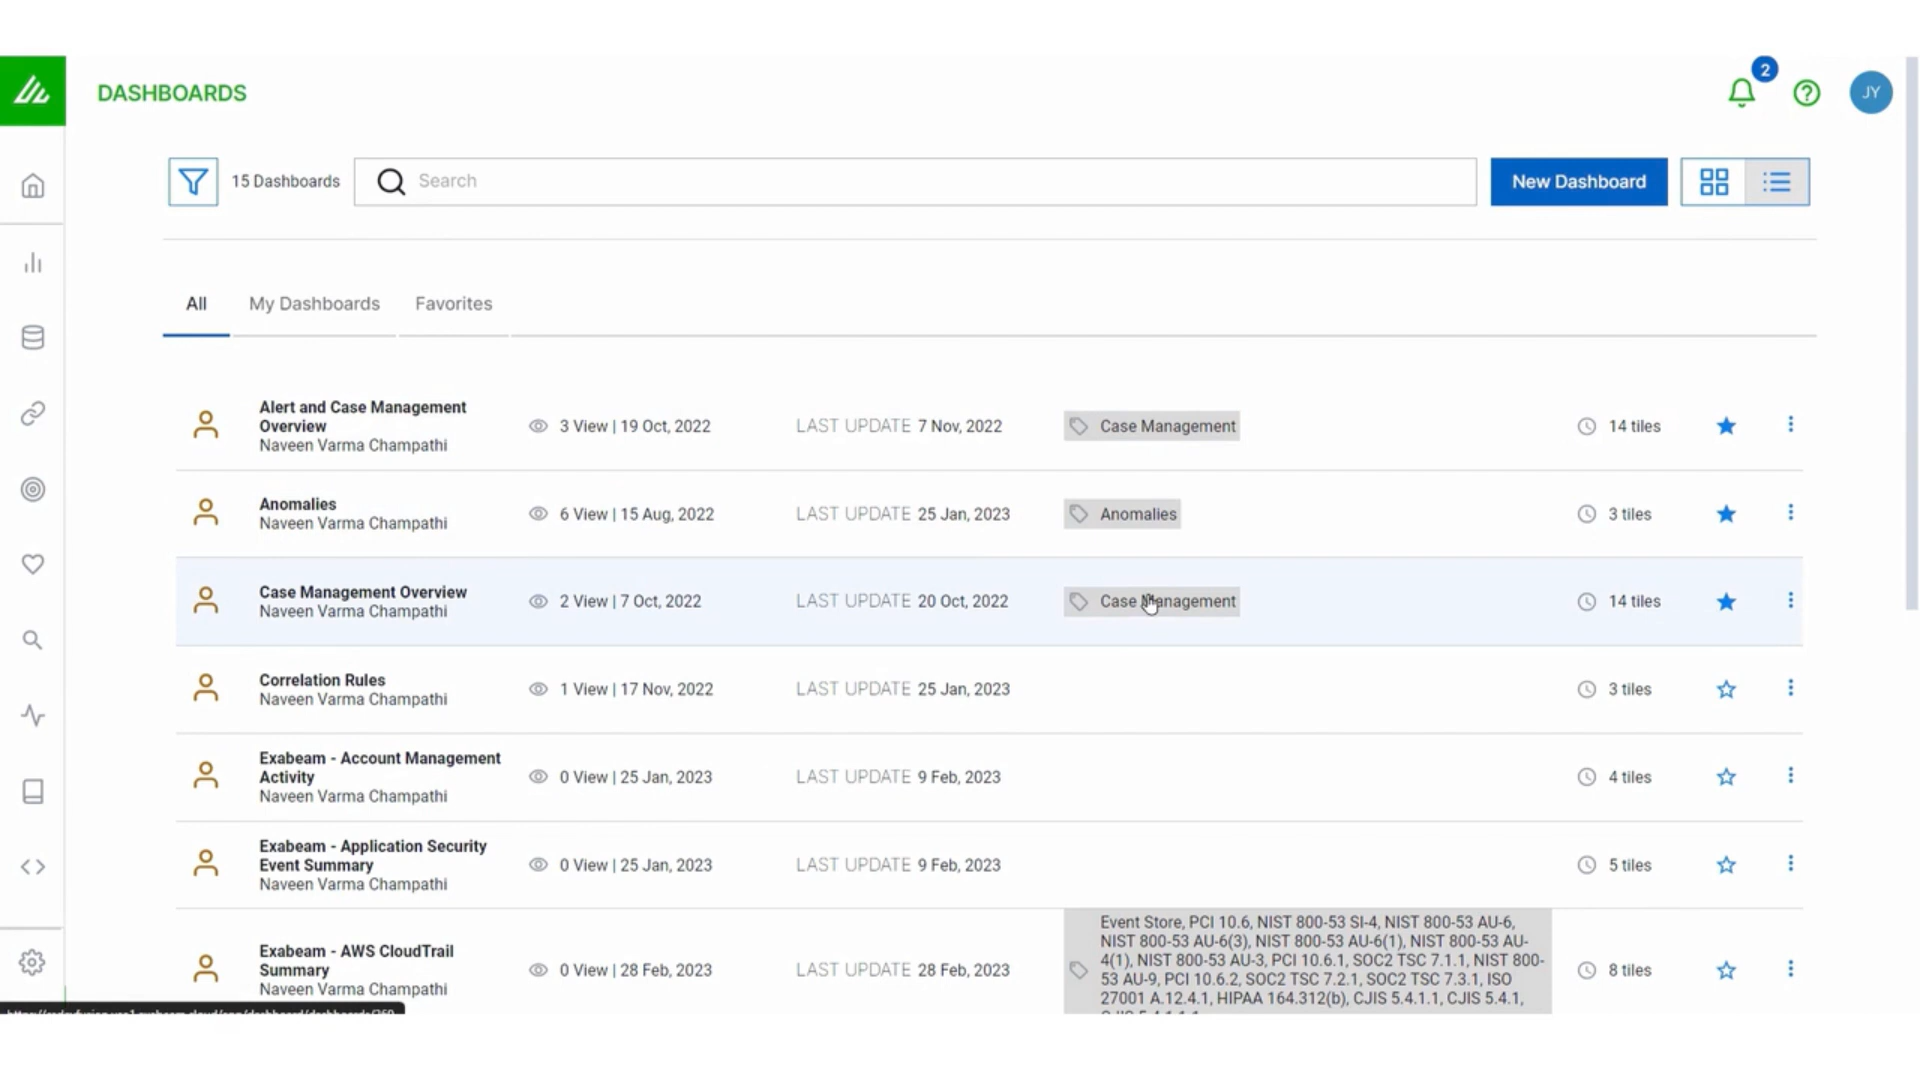 DASHBOARDS
2
JY
15 Dashboards
Search
New Dashboard
All
My Dashboards
Favorites
Alert and Case Management
Overview
Naveen Varma Champathi
3 View | 19 Oct, 2022
LAST UPDATE 7 Nov, 2022
Case Management
14 tiles
Anomalies
Naveen Varma Champathi
6 View | 15 Aug, 2022
LAST UPDATE 25 Jan, 2023
Anomalies
3 tiles
Case Management Overview
Naveen Varma Champathi
2 View | 7 Oct, 2022
LAST UPDATE 20 Oct, 2022
Case Management
14 tiles
Correlation Rules
Naveen Varma Champathi
1 View | 17 Nov, 2022
LAST UPDATE 25 Jan, 2023
3 tiles
Exabeam - Account Management
Activity
Naveen Varma Champathi
0 View | 25 Jan, 2023
LAST UPDATE 9 Feb, 2023
4 tiles
Exabeam - Application Security
Event Summary
Naveen Varma Champathi
0 View | 25 Jan, 2023
LAST UPDATE 9 Feb, 2023
5 tiles
Exabeam - AWS CloudTrail
Summary
Naveen Varma Champathi
0 View | 28 Feb, 2023
LAST UPDATE 28 Feb, 2023
Event Store, PCI 10.6, NIST 800-53 SI-4, NIST 800-53 AU-6,
NIST 800-53 AU-6(3), NIST 800-53 AU-6(1), NIST 800-53 AU-
4(1), NIST 800-53 AU-3, PCI 10.6.1, SOC2 TSC 7.1.1, NIST 800-
53 AU-9, PCI 10.6.2, SOC2 TSC 7.2.1, SOC2 TSC 7.3.1, ISO
27001 A.12.4.1, HIPAA 164.312(b), CJIS 5.4.1.1, CJIS 5.4.1,
8 tiles